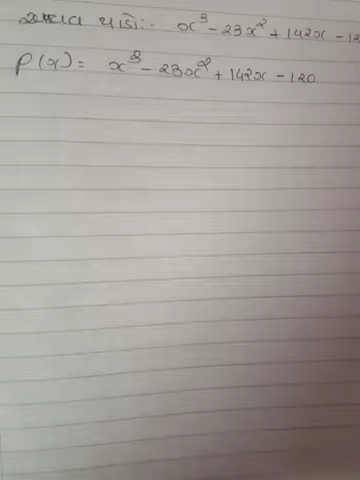 અવયવ પાડો:- x³ - 23x² + 142x - 12
P(x) = x³ - 23x² + 142x - 120